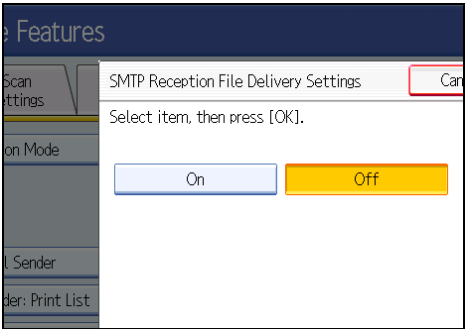 e Features
Scan
ettings
SMTP Reception File Delivery Settings
Can
Select item, then press [OK].
on Mode
On
Off
l Sender
der: Print List